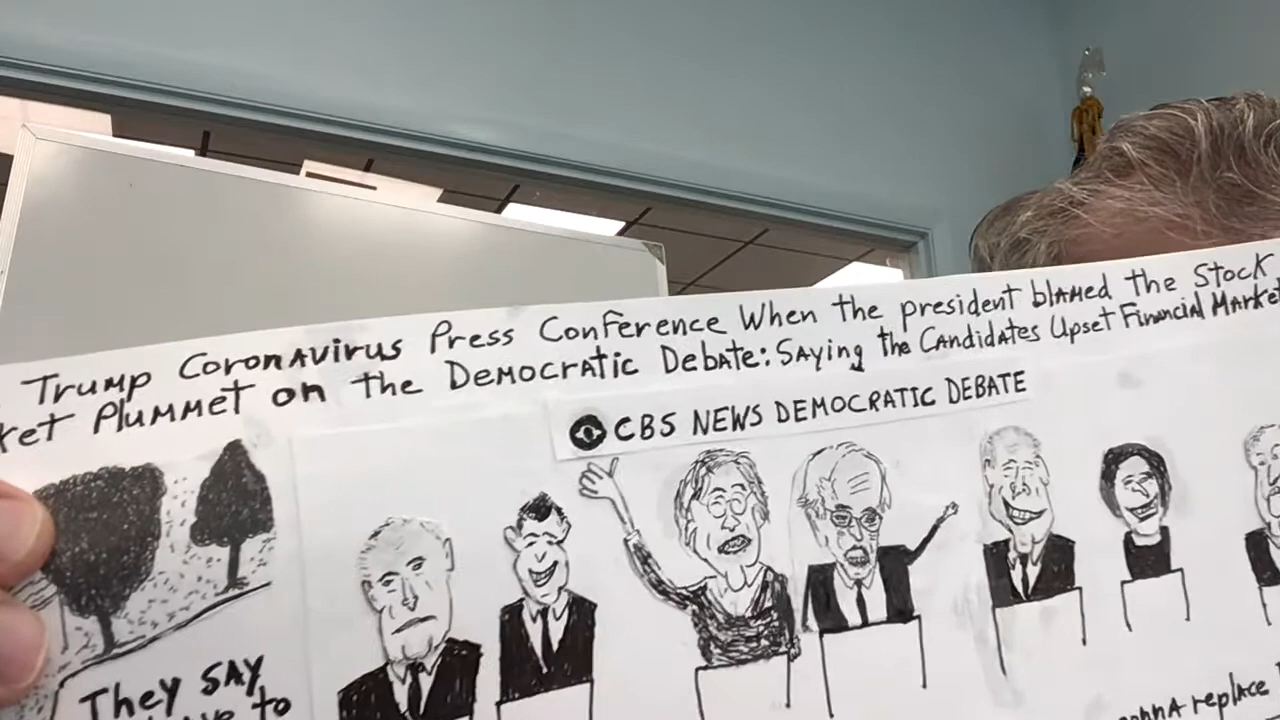 Trump Coronavirus Press Conference When the president blamed the Stock
ket Plummet on the Democratic Debate: Saying the Candidates Upset Financial Market
CBS NEWS DEMOCRATIC DEBATE
They SAY
to
replace